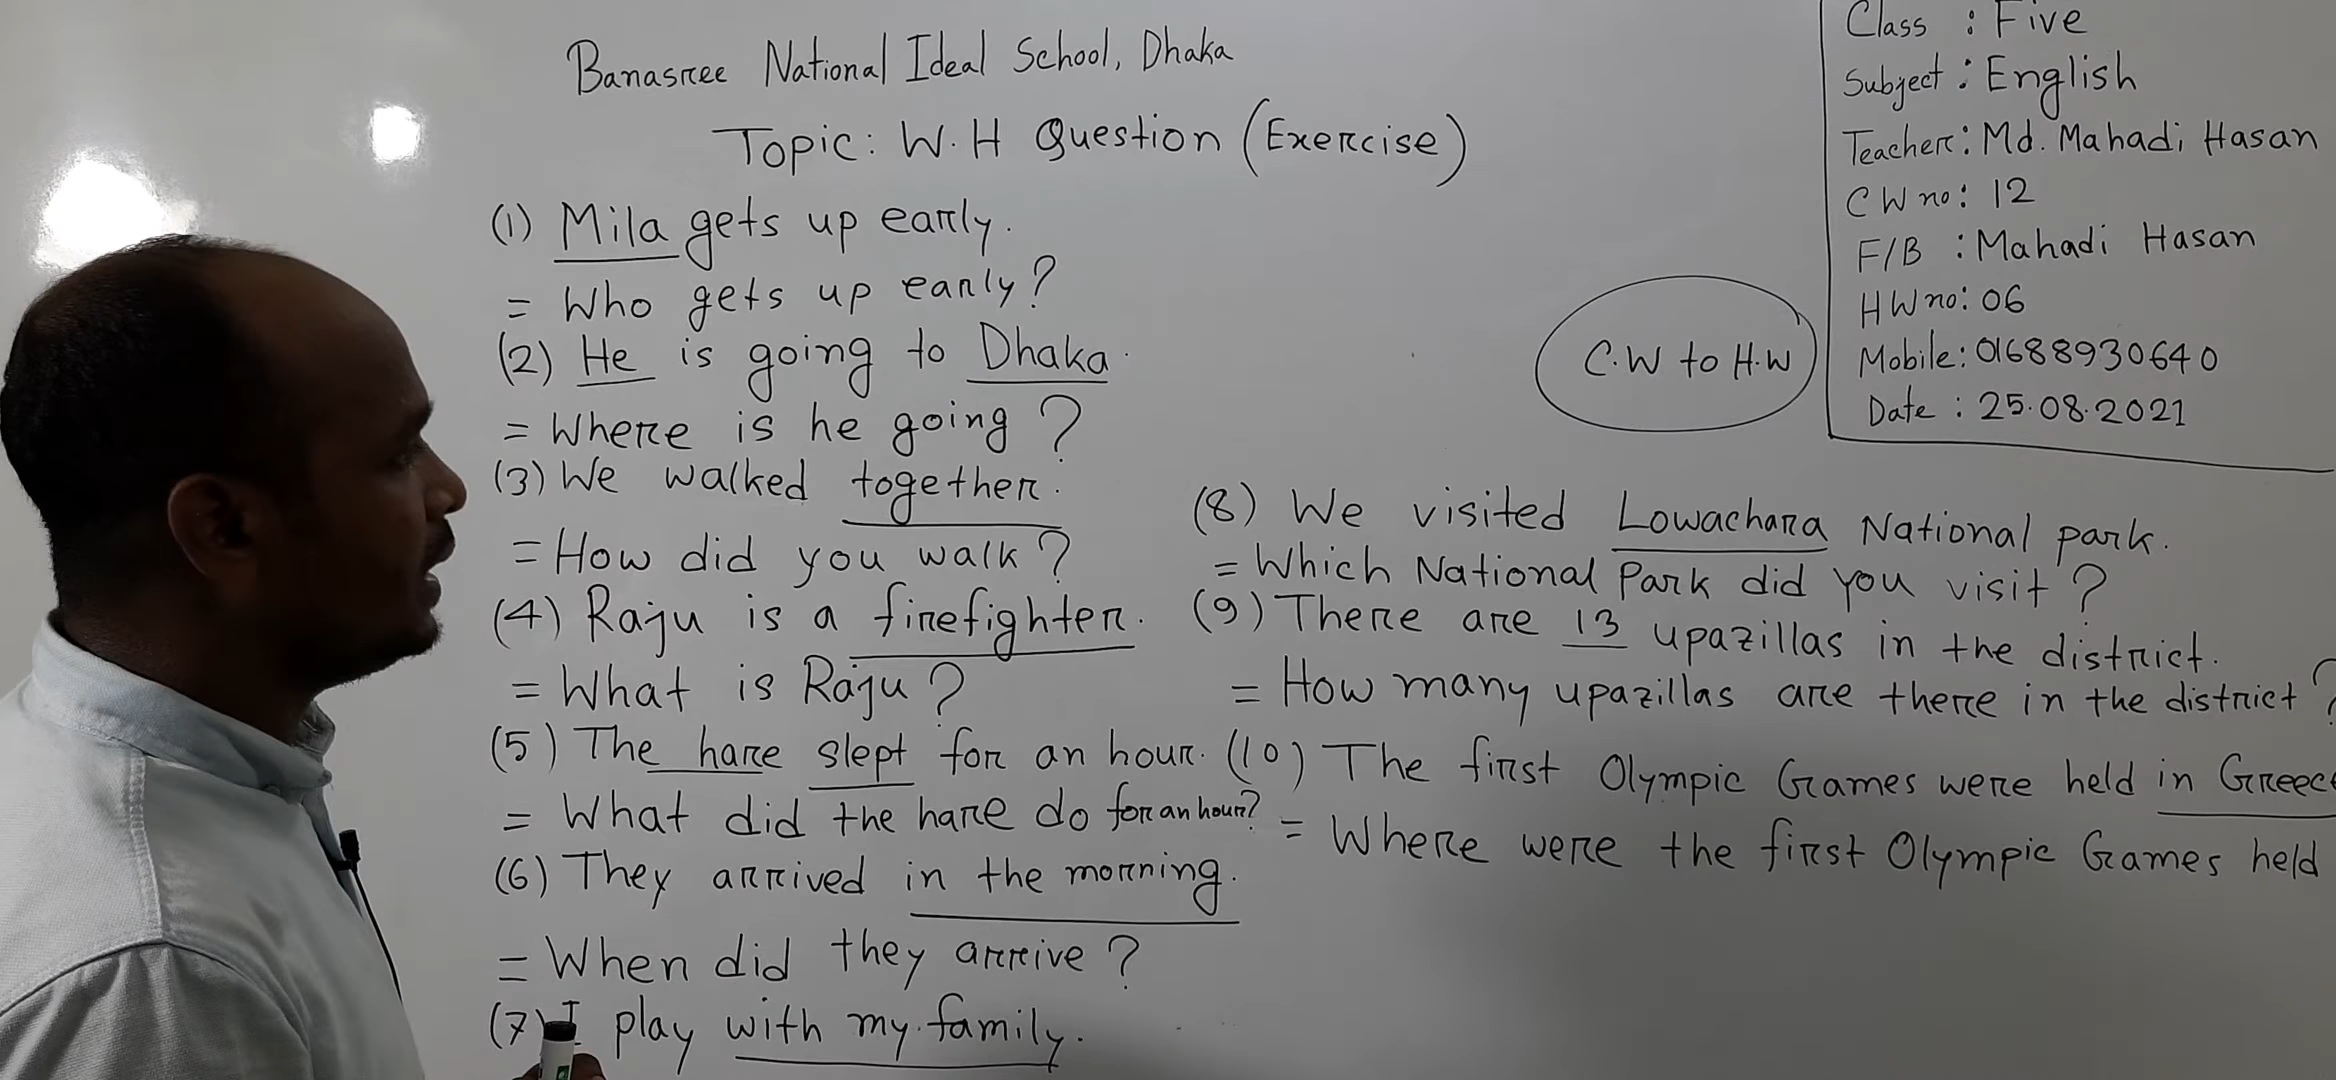 Banasree National Ideal School, Dhaka
Topic: W.H Question (Exercise)
Class : Five
Subject : English
Teacher: Md. Mahadi Hasan
CW no: 12
F/B : Mahadi Hasan
HW no: 06
Mobile: 01688930640
Date : 25.08.2021
C.W to H.W
(1) Mila gets up early.
= Who gets up early?
(2) He is going to Dhaka.
= Where is he going?
(3) We walked together.
= How did you walk?
(4) Raju is a firefighter.
= What is Raju?
(5) The hare slept for an hour.
= What did the hare do for an hour?
(6) They arrived in the morning.
= When did they arrive?
(7) I play with my family.
(8) We visited Lowachara National park.
= Which National Park did you visit?
(9) There are 13 upazillas in the district.
= How many upazillas are there in the district?
(10) The first Olympic Games were held in Greece
= Where were the first Olympic Games held